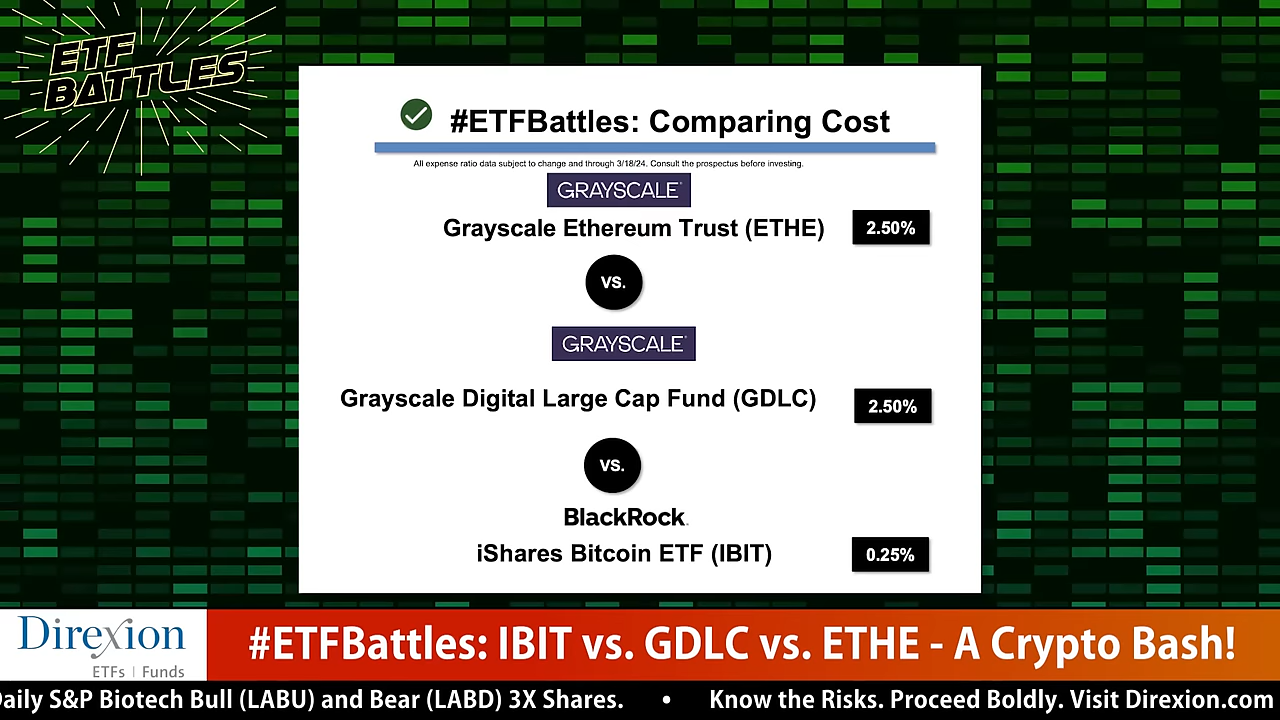 ETF
BATTLES
#ETFBattles: Comparing Cost
All expense ratio data subject to change and through 3/18/24. Consult the prospectus before investing.
GRAYSCALE
Grayscale Ethereum Trust (ETHE)
2.50%
VS.
GRAYSCALE
Grayscale Digital Large Cap Fund (GDLC)
2.50%
VS.
BlackRock
iShares Bitcoin ETF (IBIT)
0.25%
Direxion
ETFs | Funds
#ETFBattles: IBIT vs. GDLC vs. ETHE - A Crypto Bash!
Daily S&P Biotech Bull (LABU) and Bear (LABD) 3X Shares. • Know the Risks. Proceed Boldly. Visit Direxion.com